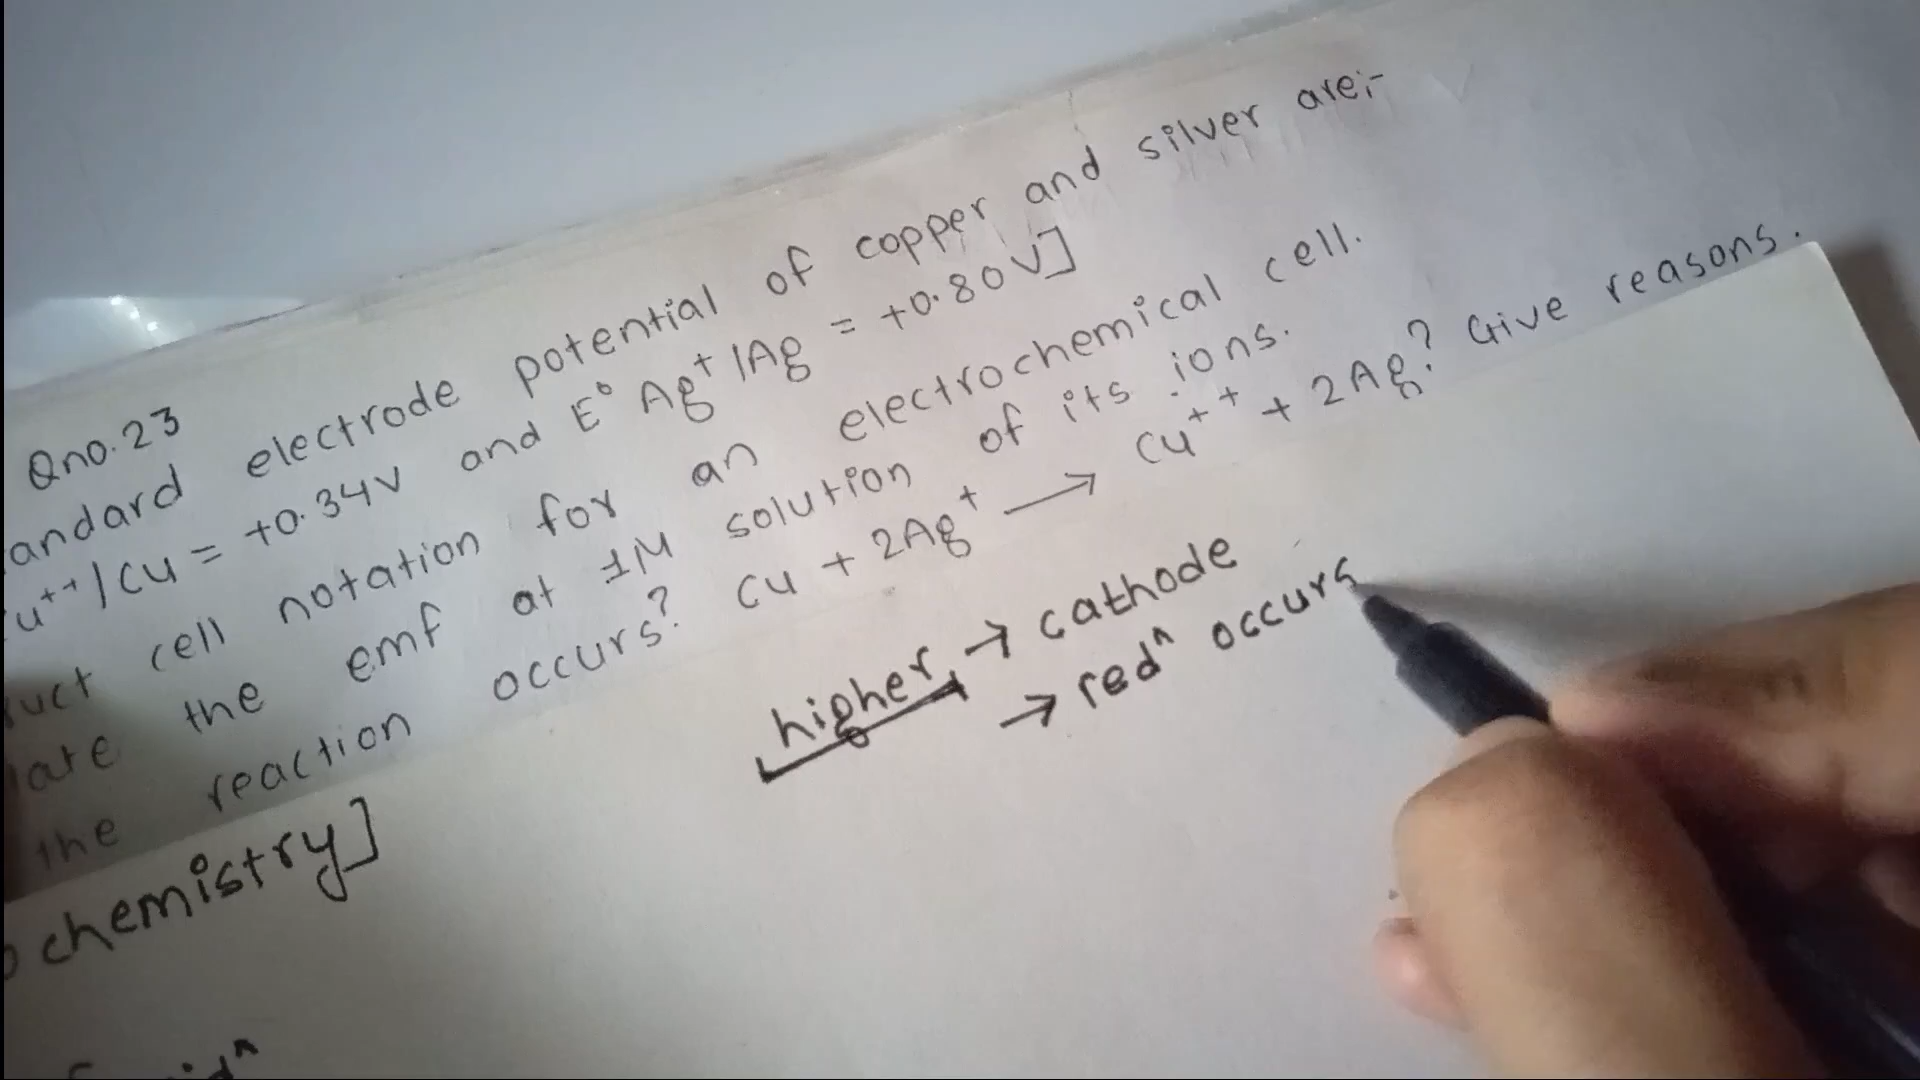 Qno.23
andard electrode potential of copper and silver are;-
u⁺⁺/Cu = +0.34V and E° Ag⁺/Ag = +0.80V]
uct cell notation for an electrochemical cell.
late the emf at 1M solution of its ions.
the reaction occurs? Cu + 2Ag⁺ → Cu⁺⁺ + 2Ag? Give reasons.
higher → cathode
→ redⁿ occurs
chemistry]